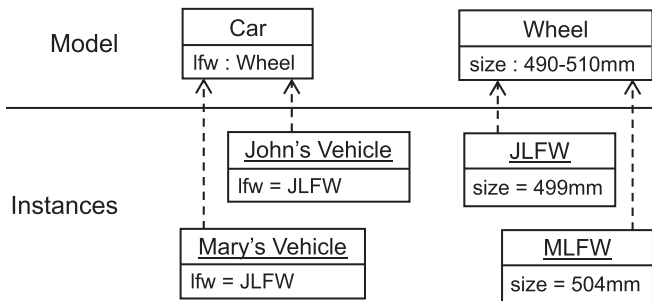 Model
Car
lfw : Wheel
Wheel
size : 490-510mm
Instances
John's Vehicle
lfw = JLFW
JLFW
size = 499mm
Mary's Vehicle
lfw = JLFW
MLFW
size = 504mm